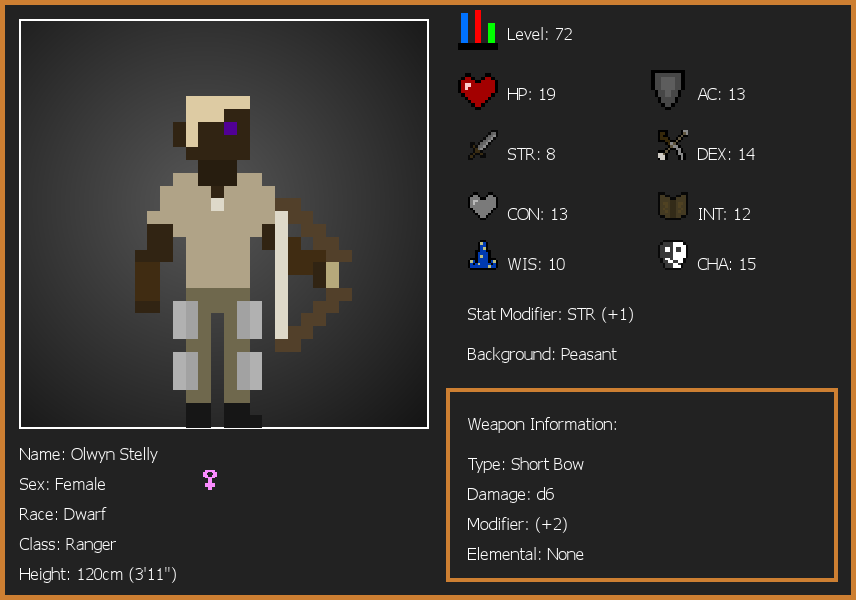 Level: 72
HP: 19
AC: 13
STR: 8
DEX: 14
CON: 13
INT: 12
WIS: 10
CHA: 15
Stat Modifier: STR (+1)
Background: Peasant
Weapon Information:
Type: Short Bow
Damage: d6
Modifier: (+2)
Elemental: None
Name: Olwyn Stelly
Sex: Female
Race: Dwarf
Class: Ranger
Height: 120cm (3'11")